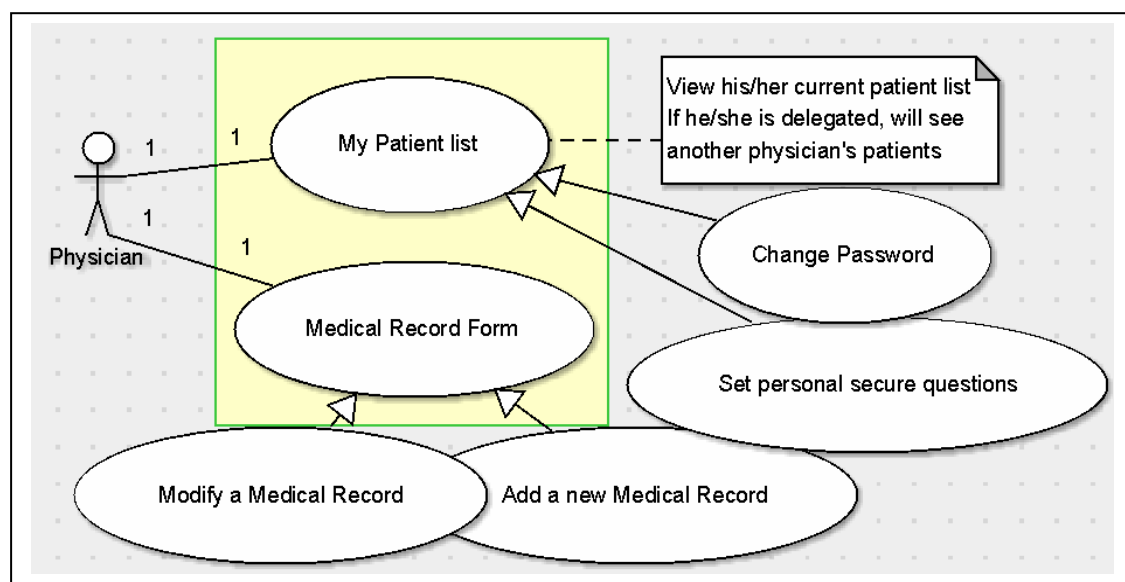 View his/her current patient list
If he/she is delegated, will see
another physician's patients
1
1
My Patient list
1
1
Physician
Change Password
Medical Record Form
Set personal secure questions
Modify a Medical Record
Add a new Medical Record